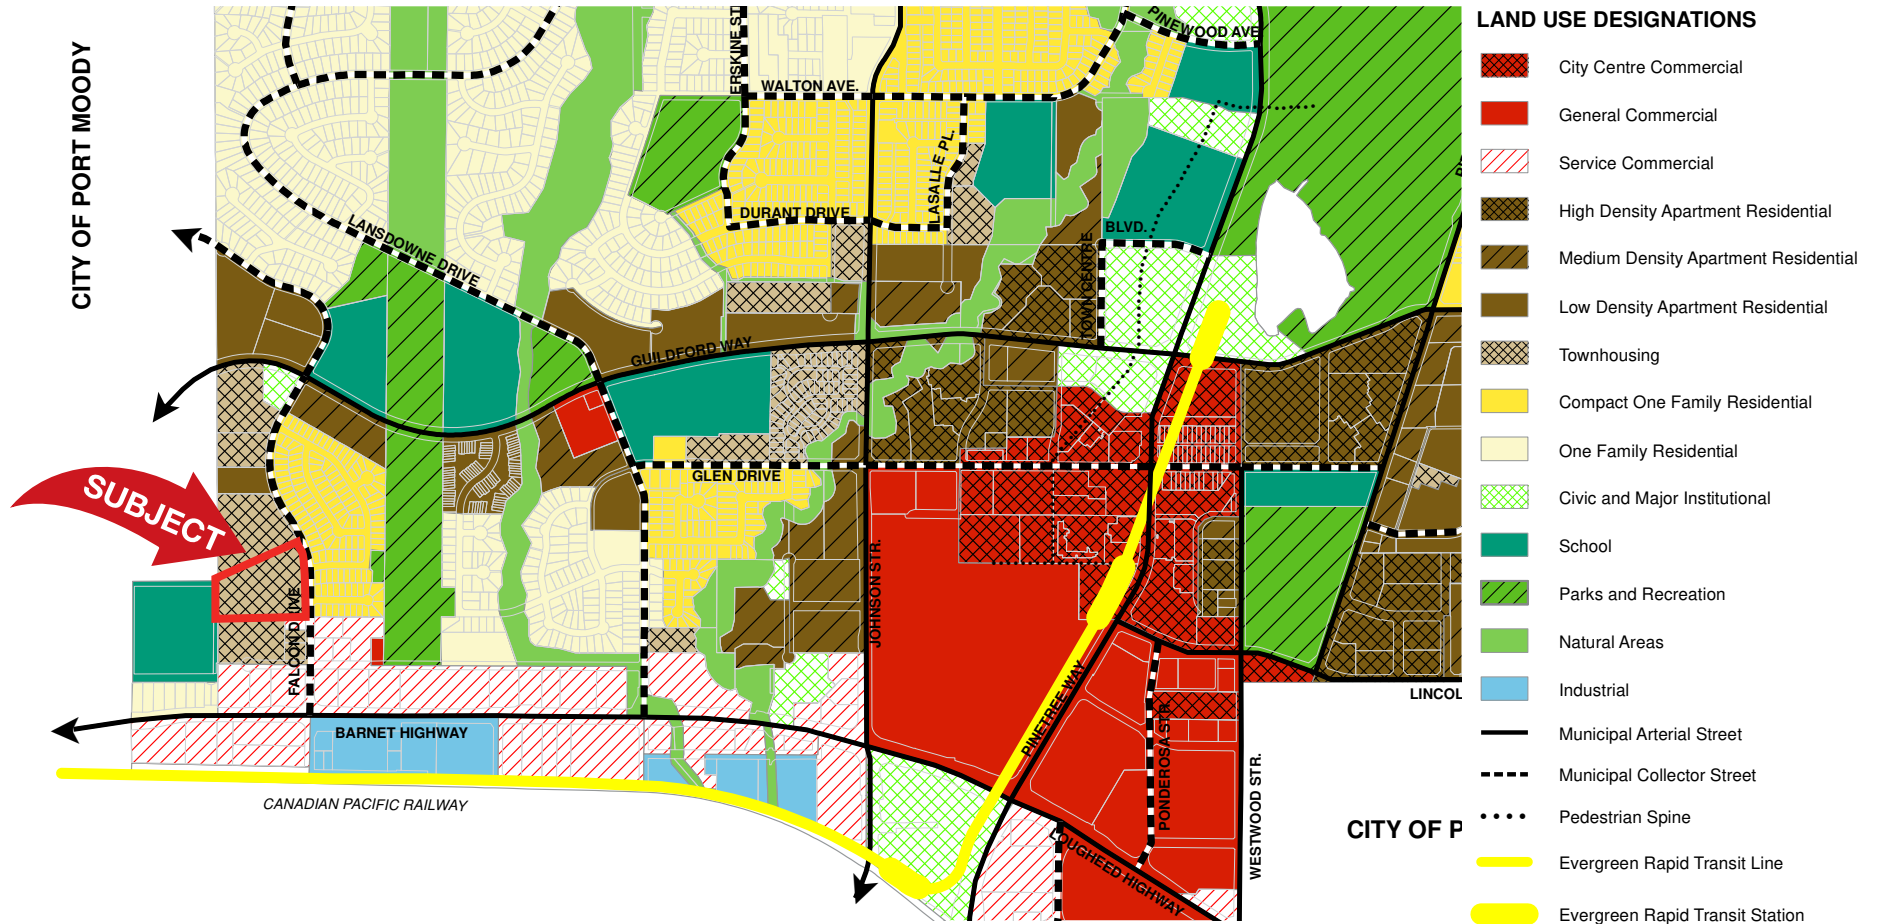 LAND USE DESIGNATIONS
City Centre Commercial
General Commercial
Service Commercial
High Density Apartment Residential
Medium Density Apartment Residential
Low Density Apartment Residential
Townhousing
Compact One Family Residential
One Family Residential
Civic and Major Institutional
School
Parks and Recreation
Natural Areas
Industrial
Municipal Arterial Street
Municipal Collector Street
Pedestrian Spine
Evergreen Rapid Transit Line
Evergreen Rapid Transit Station
CITY OF PORT MOODY
ERSKINE ST
PINEWOOD AVE
WALTON AVE.
LASALLE PL.
DURANT DRIVE
LANSDOWNE DRIVE
TOWN CENTRE
BLVD.
GUILDFORD WAY
SUBJECT
GLEN DRIVE
JOHNSON STR.
FALCON D IVE
PINETREE WAY
PONDEROSA STR.
WESTWOOD STR.
LINCOL
BARNET HIGHWAY
CANADIAN PACIFIC RAILWAY
LOUGHEED HIGHWAY
CITY OF P